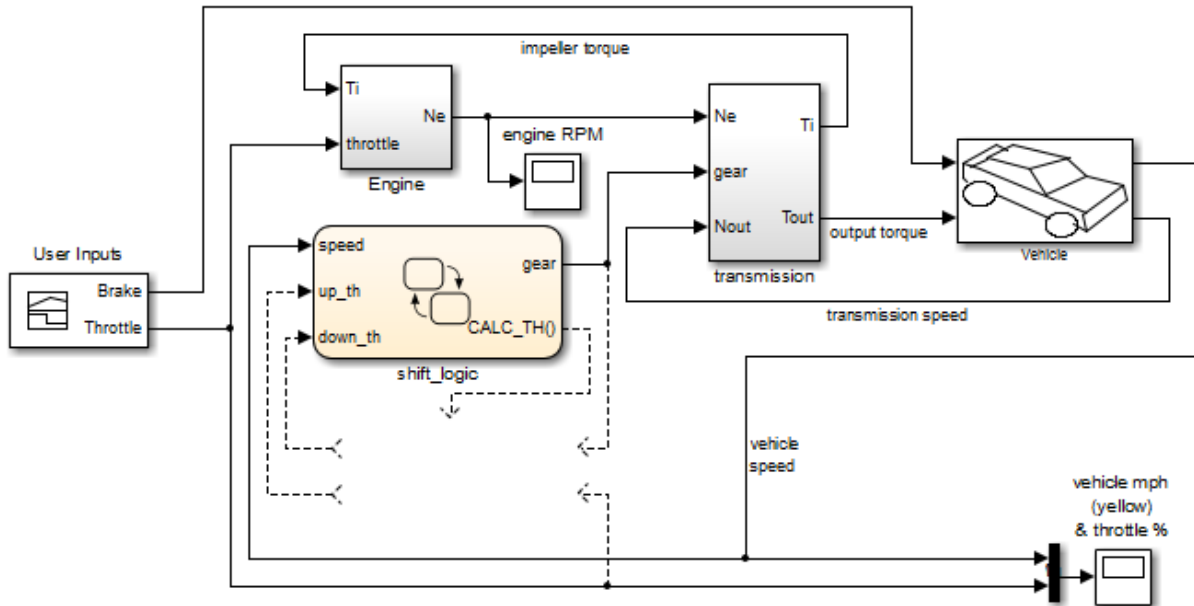 impeller torque
Ti
Ne
throttle
Engine
engine RPM
Ne
Ti
gear
Nout
Tout
transmission
output torque
Vehicle
transmission speed
User Inputs
Brake
Throttle
speed
gear
up_th
down_th
CALC_TH()
shift_logic
vehicle
speed
vehicle mph
(yellow)
& throttle %